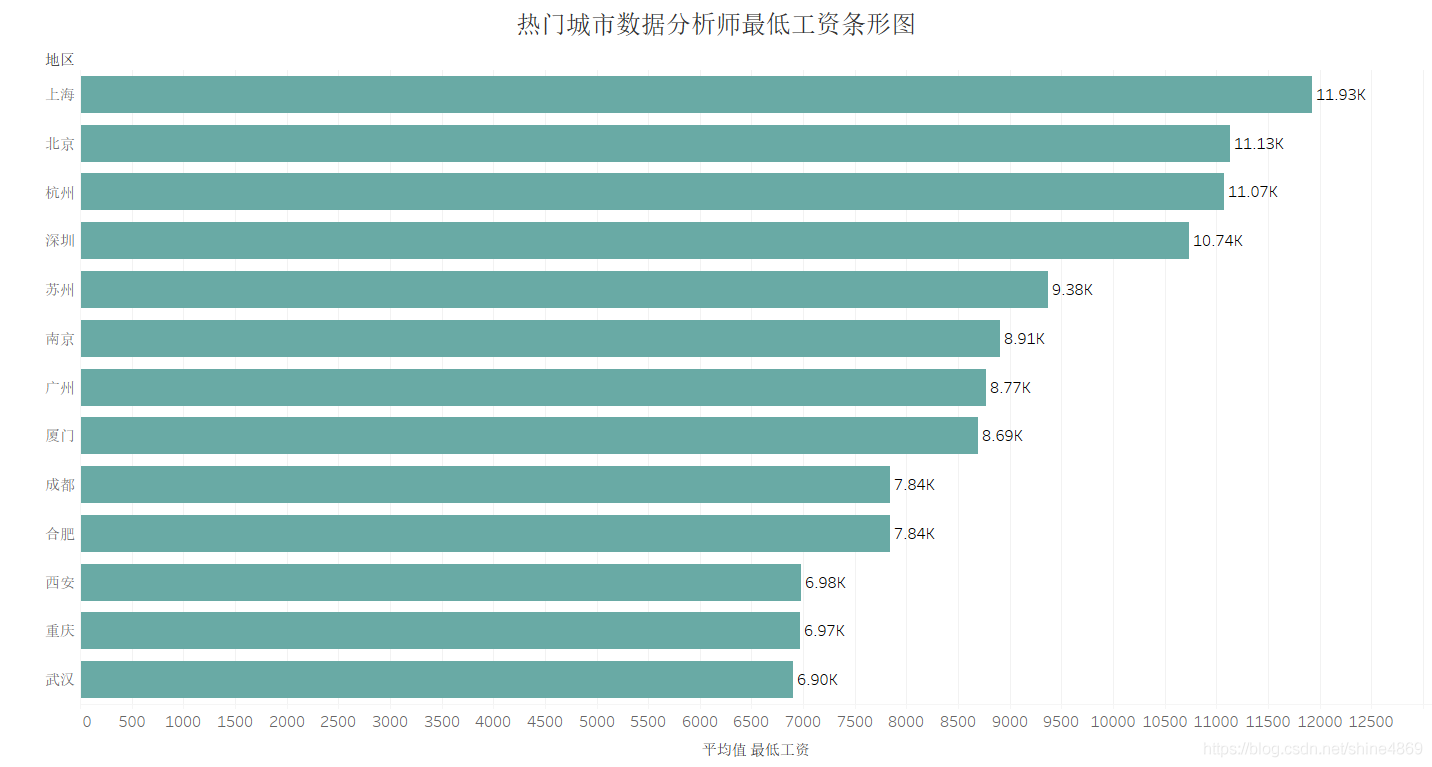 热门城市数据分析师最低工资条形图
地区
上海 11.93K
北京 11.13K
杭州 11.07K
深圳 10.74K
苏州 9.38K
南京 8.91K
广州 8.77K
厦门 8.69K
成都 7.84K
合肥 7.84K
西安 6.98K
重庆 6.97K
武汉 6.90K
0 500 1000 1500 2000 2500 3000 3500 4000 4500 5000 5500 6000 6500 7000 7500 8000 8500 9000 9500 10000 10500 11000 11500 12000 12500
平均值 最低工资
https://blog.csdn.net/shine4869